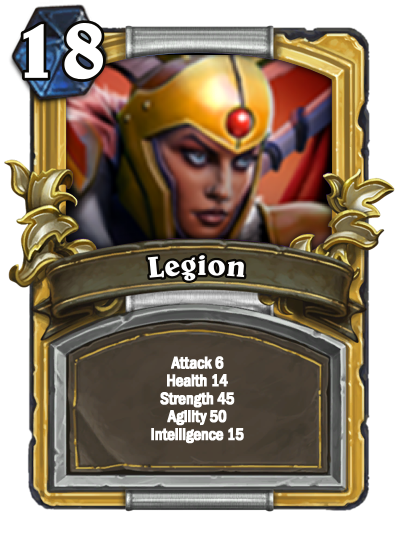 18
Legion
Attack 6
Health 14
Strength 45
Agility 50
Intelligence 15